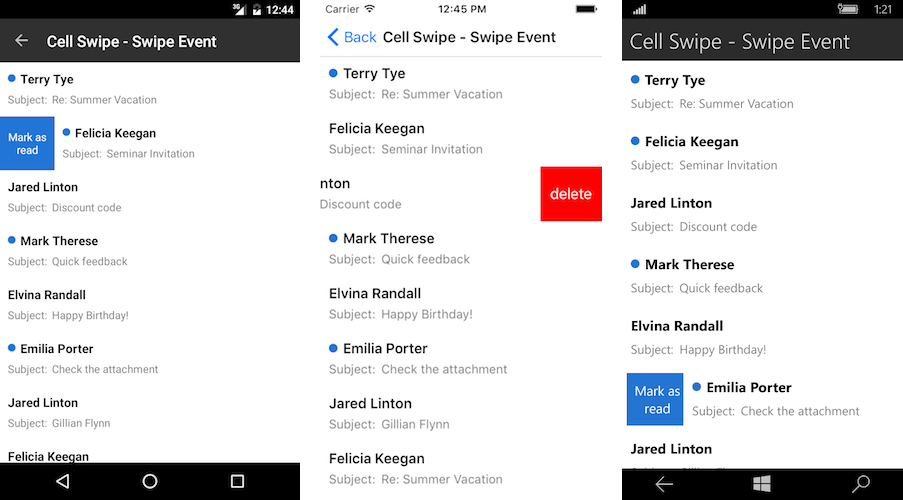 3G 12:44
Cell Swipe - Swipe Event
Terry Tye
Subject: Re: Summer Vacation
Mark as
read
Felicia Keegan
Subject: Seminar Invitation
Jared Linton
Subject: Discount code
Mark Therese
Subject: Quick feedback
Elvina Randall
Subject: Happy Birthday!
Emilia Porter
Subject: Check the attachment
Jared Linton
Subject: Gillian Flynn
Felicia Keegan
Carrier 12:45 PM
Back Cell Swipe - Swipe Event
Terry Tye
Subject: Re: Summer Vacation
Felicia Keegan
Subject: Seminar Invitation
nton
Discount code
delete
Mark Therese
Subject: Quick feedback
Elvina Randall
Subject: Happy Birthday!
Emilia Porter
Subject: Check the attachment
Jared Linton
Subject: Gillian Flynn
Felicia Keegan
Subject: Re: Summer Vacation
1:21
Cell Swipe - Swipe Event
Terry Tye
Subject: Re: Summer Vacation
Felicia Keegan
Subject: Seminar Invitation
Jared Linton
Subject: Discount code
Mark Therese
Subject: Quick feedback
Elvina Randall
Subject: Happy Birthday!
Mark as
read
Emilia Porter
Subject: Check the attachment
Jared Linton